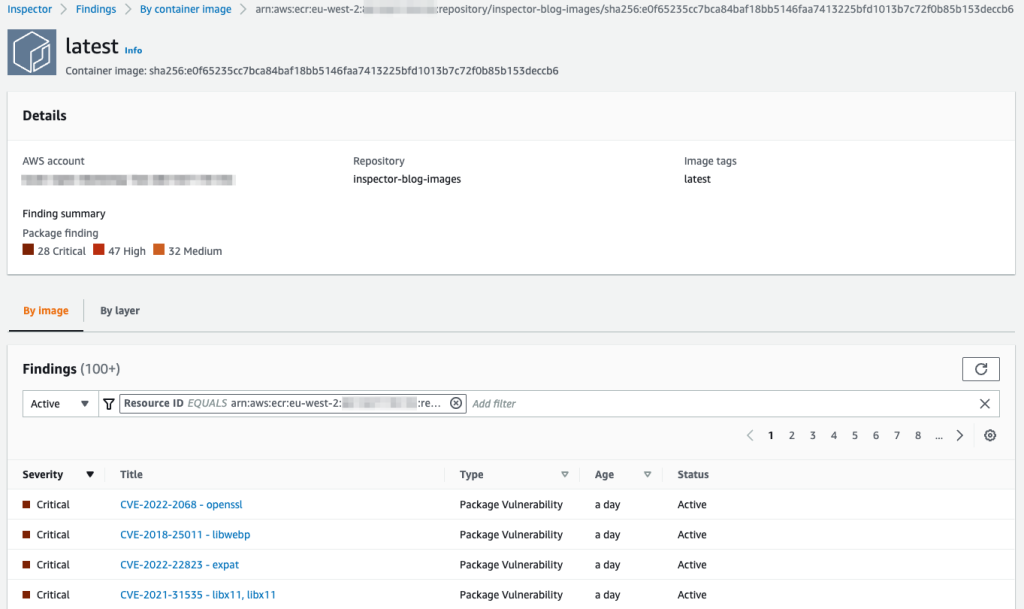 Inspector > Findings > By container image > arn:aws:ecr:eu-west-2: :repository/inspector-blog-images/sha256:e0f65235cc7bca84baf18bb5146faa7413225bfd1013b7c72f0b85b153deccb6
latest Info
Container image: sha256:e0f65235cc7bca84baf18bb5146faa7413225bfd1013b7c72f0b85b153deccb6
Details
AWS account Repository Image tags
inspector-blog-images latest
Finding summary
Package finding
28 Critical 47 High 32 Medium
By image By layer
Findings (100+)
Active Resource ID EQUALS arn:aws:ecr:eu-west-2: :re... Add filter
1 2 3 4 5 6 7 8 ...
Severity Title Type Age Status
Critical CVE-2022-2068 - openssl Package Vulnerability a day Active
Critical CVE-2018-25011 - libwebp Package Vulnerability a day Active
Critical CVE-2022-22823 - expat Package Vulnerability a day Active
Critical CVE-2021-31535 - libx11, libx11 Package Vulnerability a day Active